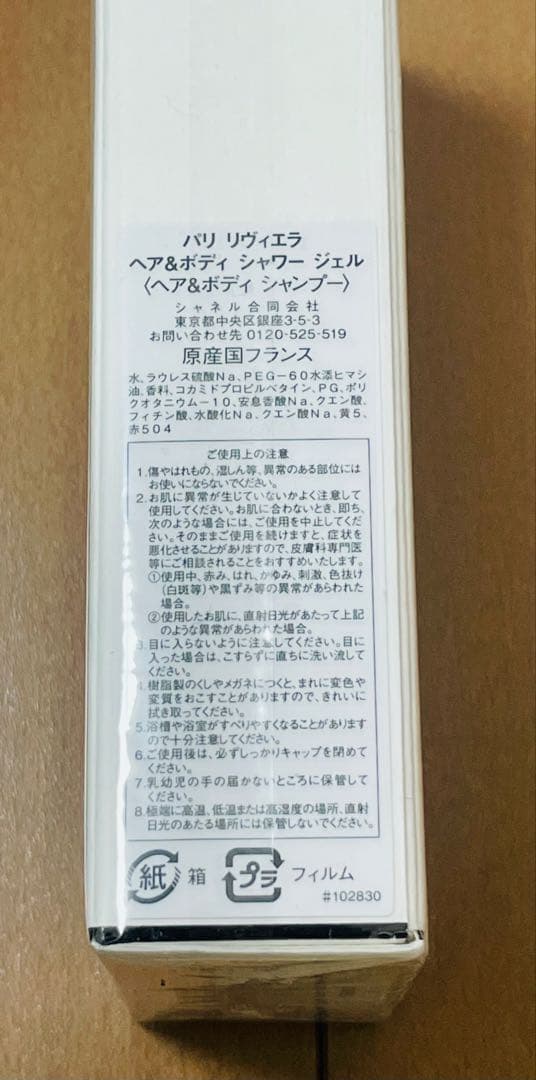 パリ リヴィエラ
ヘア&ボディ シャワー ジェル
〈ヘア&ボディ シャンプー〉
シャネル合同会社
東京都中央区銀座3-5-3
お問い合わせ先 0120-525-519
原産国フランス
水、ラウレス硫酸Na、PEG-60水添ヒマシ
油、香料、コカミドプロピルベタイン、PG、ポリ
クオタニウム-10、安息香酸Na、クエン酸、
フィチン酸、水酸化Na、クエン酸Na、黄5、
赤504
ご使用上の注意
1.傷やはれもの、湿しん等、異常のある部位には
お使いにならないでください。
2.お肌に異常が生じていないかよく注意して
使用してください。お肌に合わないとき、即ち、
次のような場合には、ご使用を中止してくだ
さい。そのままご使用を続けますと、症状を
悪化させることがありますので、皮膚科専門医
等にご相談されることをおすすめいたします。
①使用中、赤み、はれ、かゆみ、刺激、色抜け
(白斑等)や黒ずみ等の異常があらわれた
場合。
②使用したお肌に、直射日光があたって上記
のような異常があらわれた場合。
3.目に入らないように注意してください。目に
入った場合は、こすらずに直ちに洗い流して
ください。
4.樹脂製のくしやメガネにつくと、まれに変色や
変質をおこすことがありますので、きれいに
拭き取ってください。
5.浴槽や浴室がすべりやすくなることがあります
ので十分注意してください。
6.ご使用後は、必ずしっかりキャップを閉めて
ください。
7.乳幼児の手の届かないところに保管して
ください。
8.極端に高温、低温または高湿度の場所、直射
日光のあたる場所には保管しないでください。
紙 箱 プラ フィルム
#102830